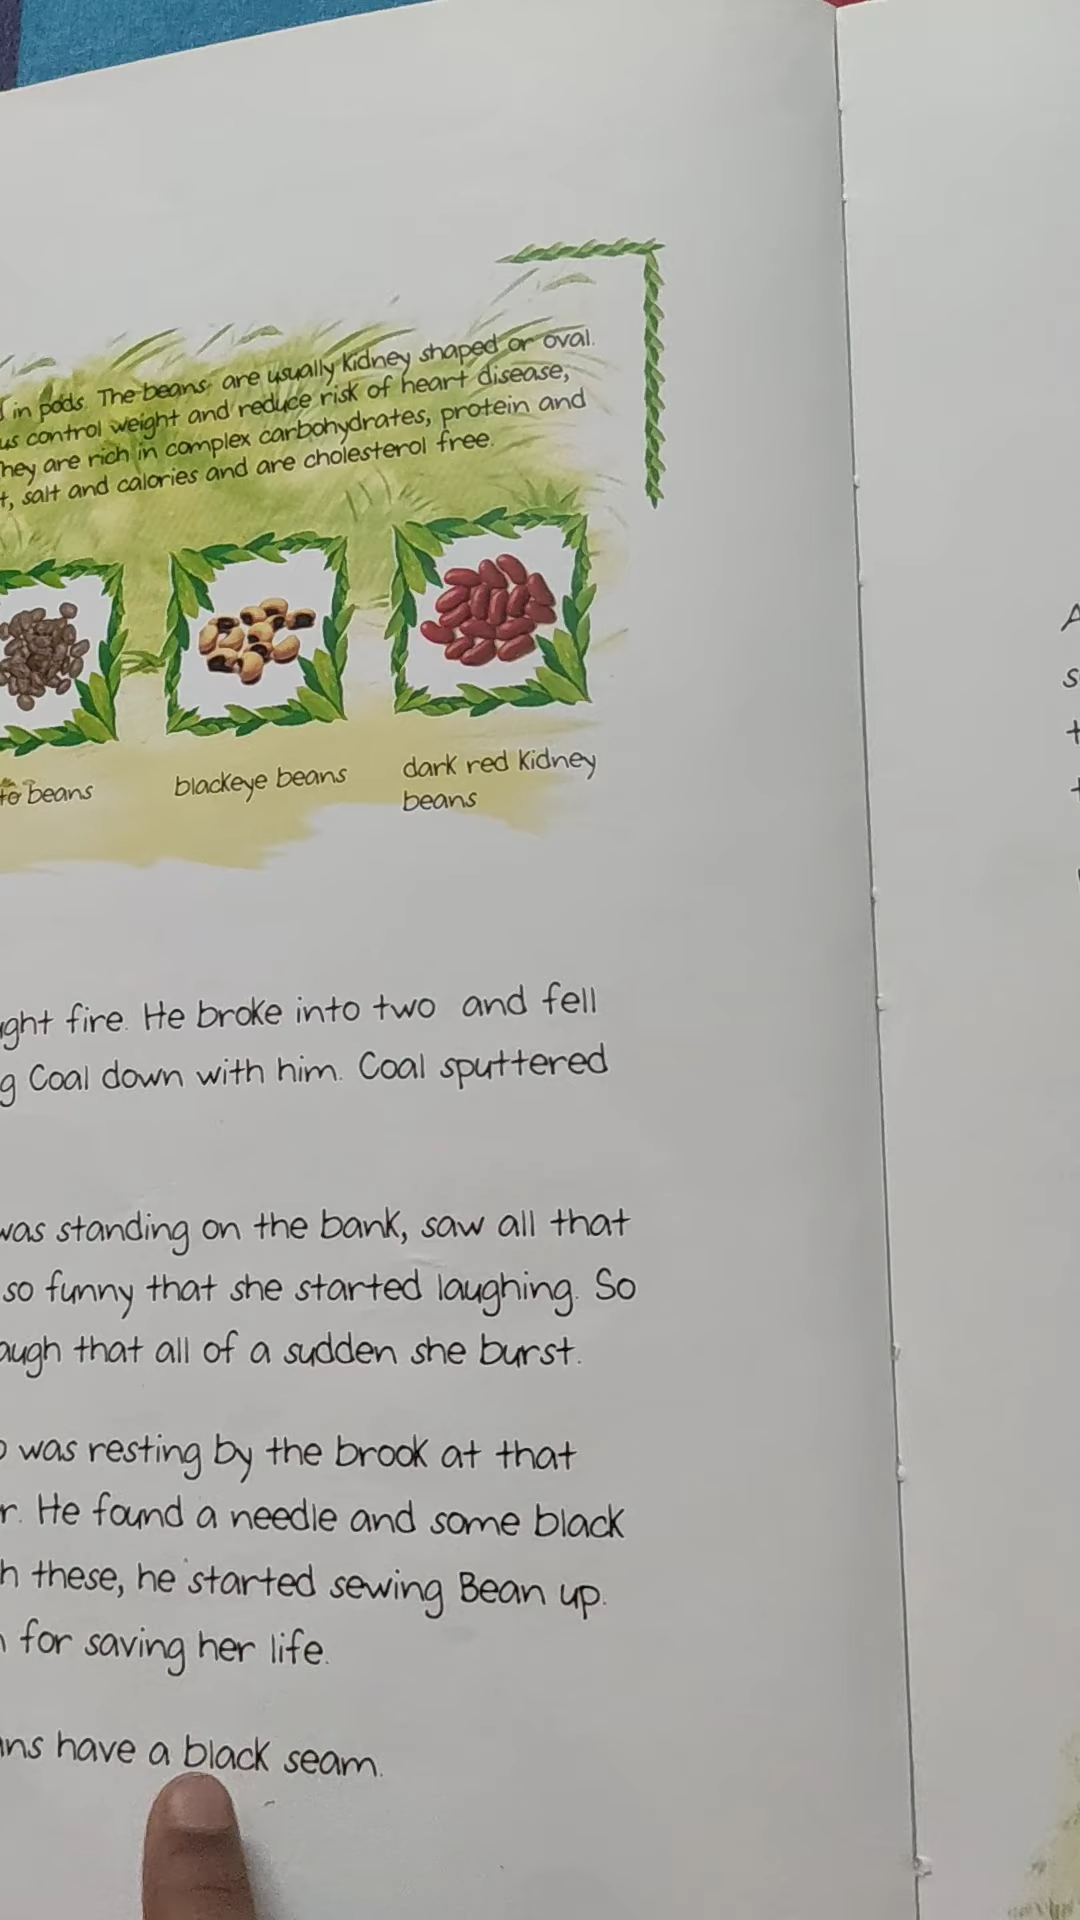 in pods. The beans are usually kidney shaped or oval.
us control weight and reduce risk of heart disease,
hey are rich in complex carbohydrates, protein and
t, salt and calories and are cholesterol free.
to beans
blackeye beans
dark red kidney
beans
ght fire. He broke into two and fell
g Coal down with him. Coal sputtered
was standing on the bank, saw all that
so funny that she started laughing. So
augh that all of a sudden she burst.
was resting by the brook at that
r. He found a needle and some black
h these, he started sewing Bean up.
for saving her life.
ans have a black seam.